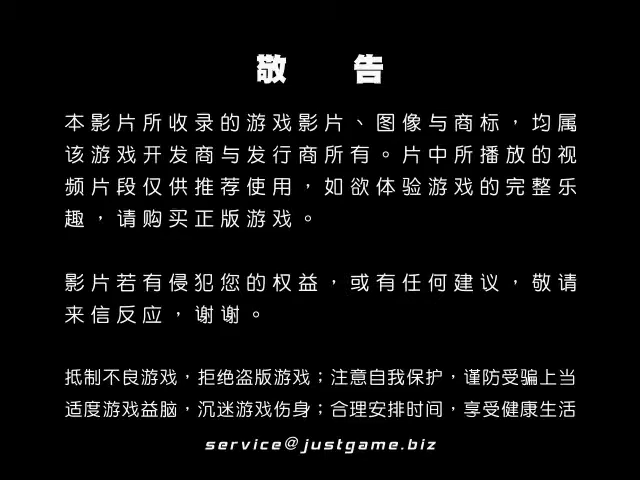 敬 告
本影片所收录的游戏影片、图像与商标，均属
该游戏开发商与发行商所有。片中所播放的视
频片段仅供推荐使用，如欲体验游戏的完整乐
趣，请购买正版游戏。
影片若有侵犯您的权益，或有任何建议，敬请
来信反应，谢谢。
抵制不良游戏，拒绝盗版游戏；注意自我保护，谨防受骗上当
适度游戏益脑，沉迷游戏伤身；合理安排时间，享受健康生活
service@justgame.biz